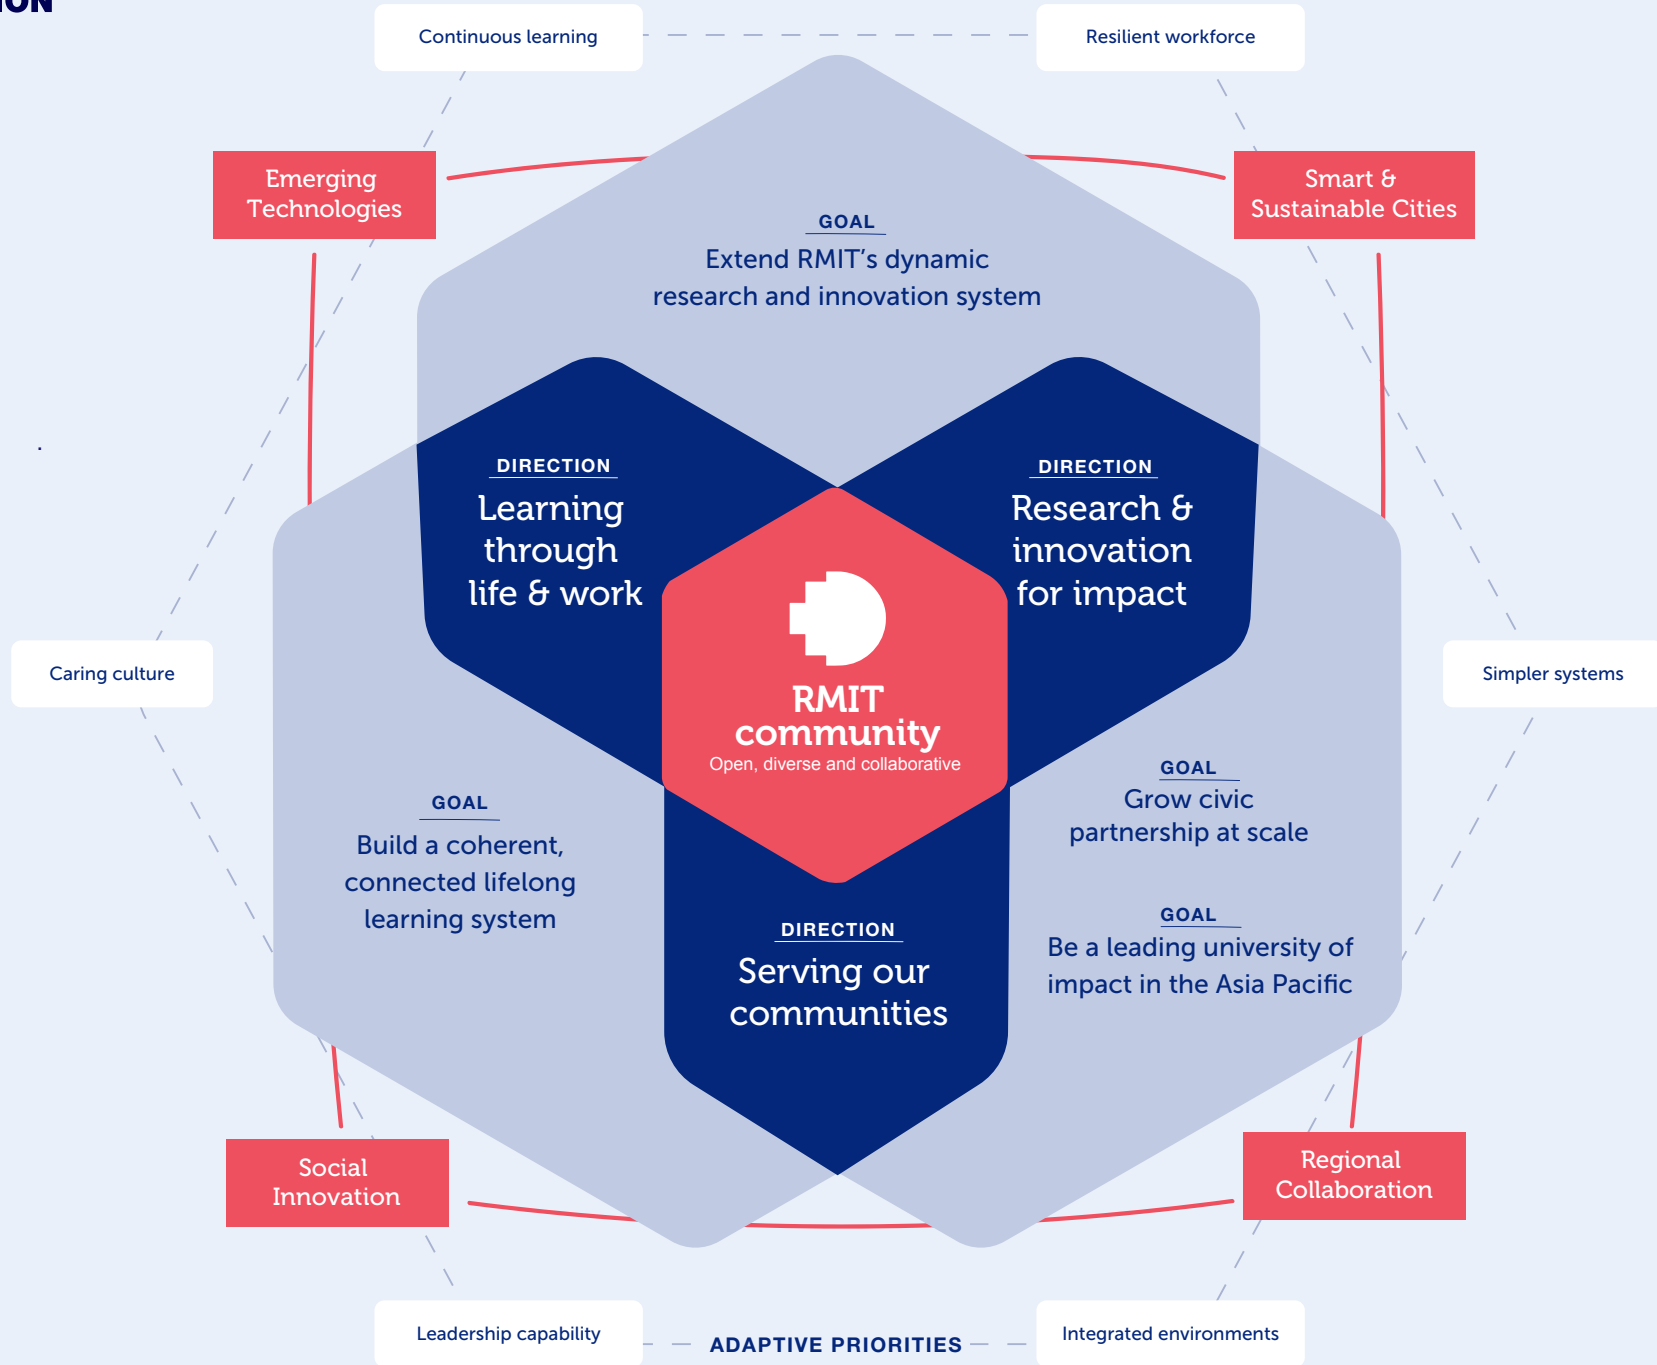 Continuous learning
Resilient workforce
Emerging
Technologies
Smart &
Sustainable Cities
GOAL
Extend RMIT’s dynamic
research and innovation system
DIRECTION
Learning
through
life & work
DIRECTION
Research &
innovation
for impact
RMIT
community
Open, diverse and collaborative
Caring culture
Simpler systems
GOAL
Build a coherent,
connected lifelong
learning system
GOAL
Grow civic
partnership at scale
GOAL
Be a leading university of
impact in the Asia Pacific
DIRECTION
Serving our
communities
Social
Innovation
Regional
Collaboration
Leadership capability
ADAPTIVE PRIORITIES
Integrated environments